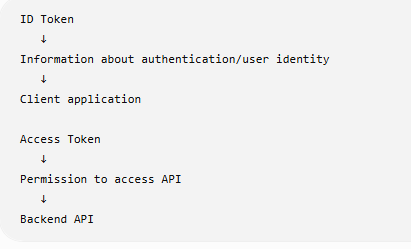 ID Token
↓
Information about authentication/user identity
↓
Client application
Access Token
↓
Permission to access API
↓
Backend API